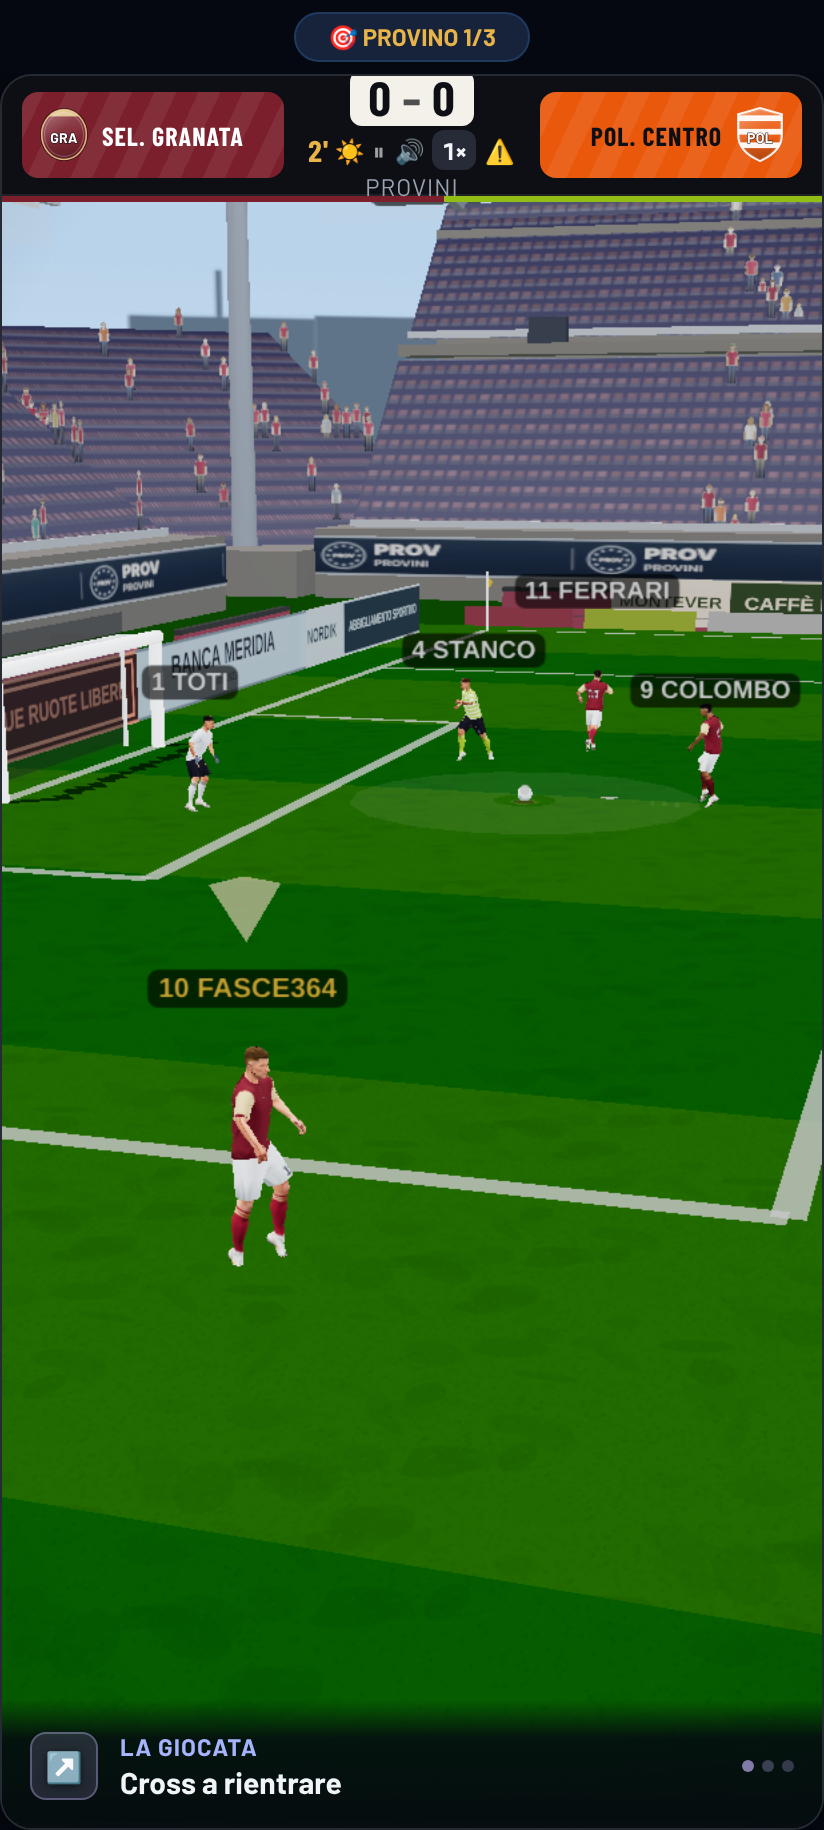 PROVINO 1/3
GRA
SEL. GRANATA
0 - 0
2'
1×
PROVINI
POL. CENTRO
POL
PROV
PROVINI
PROV
PROVINI
PROV
PROVINI
11 FERRARI
MONTEVER
CAFFÈ
ABBIGLIAMENTO SPORTIVO
NORDIK
BANCA MERIDIA
4 STANCO
1 TOTI
9 COLOMBO
UE RUOTE LIBER
10 FASCE364
LA GIOCATA
Cross a rientrare